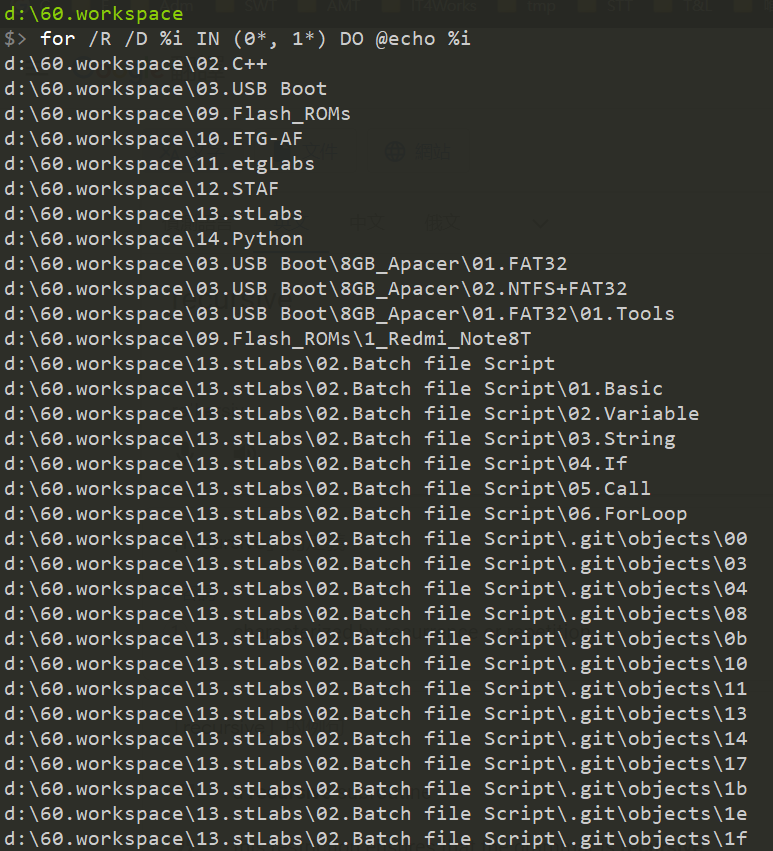 d:\60.workspace
$> for /R /D %i IN (0*, 1*) DO @echo %i
d:\60.workspace\02.C++
d:\60.workspace\03.USB Boot
d:\60.workspace\09.Flash_ROMs
d:\60.workspace\10.ETG-AF
d:\60.workspace\11.etgLabs
d:\60.workspace\12.STAF
d:\60.workspace\13.stLabs
d:\60.workspace\14.Python
d:\60.workspace\03.USB Boot\8GB_Apacer\01.FAT32
d:\60.workspace\03.USB Boot\8GB_Apacer\02.NTFS+FAT32
d:\60.workspace\03.USB Boot\8GB_Apacer\01.FAT32\01.Tools
d:\60.workspace\09.Flash_ROMs\1_Redmi_Note8T
d:\60.workspace\13.stLabs\02.Batch file Script
d:\60.workspace\13.stLabs\02.Batch file Script\01.Basic
d:\60.workspace\13.stLabs\02.Batch file Script\02.Variable
d:\60.workspace\13.stLabs\02.Batch file Script\03.String
d:\60.workspace\13.stLabs\02.Batch file Script\04.If
d:\60.workspace\13.stLabs\02.Batch file Script\05.Call
d:\60.workspace\13.stLabs\02.Batch file Script\06.ForLoop
d:\60.workspace\13.stLabs\02.Batch file Script\.git\objects\00
d:\60.workspace\13.stLabs\02.Batch file Script\.git\objects\03
d:\60.workspace\13.stLabs\02.Batch file Script\.git\objects\04
d:\60.workspace\13.stLabs\02.Batch file Script\.git\objects\08
d:\60.workspace\13.stLabs\02.Batch file Script\.git\objects\0b
d:\60.workspace\13.stLabs\02.Batch file Script\.git\objects\10
d:\60.workspace\13.stLabs\02.Batch file Script\.git\objects\11
d:\60.workspace\13.stLabs\02.Batch file Script\.git\objects\13
d:\60.workspace\13.stLabs\02.Batch file Script\.git\objects\14
d:\60.workspace\13.stLabs\02.Batch file Script\.git\objects\17
d:\60.workspace\13.stLabs\02.Batch file Script\.git\objects\1b
d:\60.workspace\13.stLabs\02.Batch file Script\.git\objects\1e
d:\60.workspace\13.stLabs\02.Batch file Script\.git\objects\1f